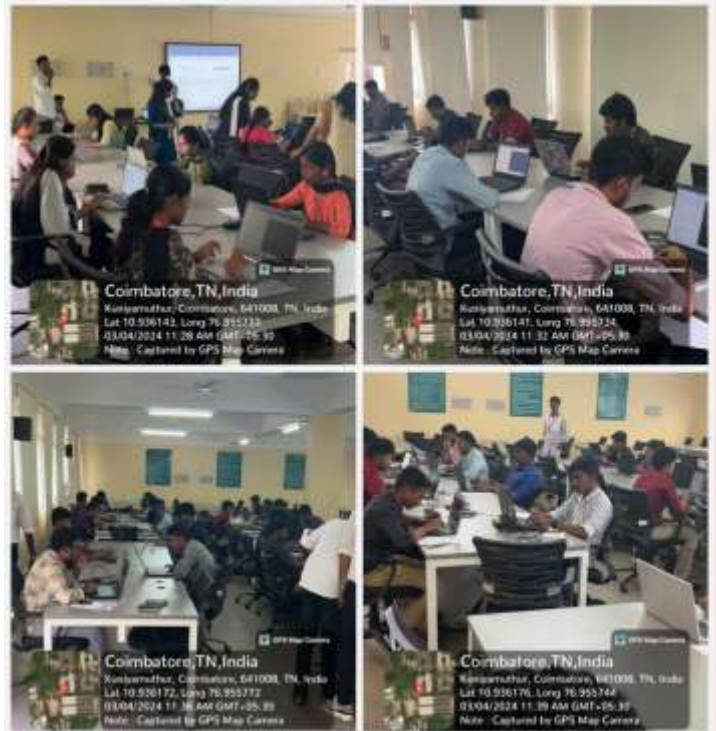 GPS Map Camera
Coimbatore,TN,India
Kuniyamuthur, Coimbatore, 641008, TN, India
Lat 10.936143, Long 76.955733
03/04/2024 11:28 AM GMT+05:30
Note : Captured by GPS Map Camera
GPS Map Camera
Coimbatore,TN,India
Kuniyamuthur, Coimbatore, 641008, TN, India
Lat 10.936141, Long 76.955734
03/04/2024 11:32 AM GMT+05:30
Note : Captured by GPS Map Camera
GPS Map Camera
Coimbatore,TN,India
Kuniyamuthur, Coimbatore, 641008, TN, India
Lat 10.936172, Long 76.955772
03/04/2024 11:36 AM GMT+05:30
Note : Captured by GPS Map Camera
GPS Map Camera
Coimbatore,TN,India
Kuniyamuthur, Coimbatore, 641008, TN, India
Lat 10.936176, Long 76.955744
03/04/2024 11:39 AM GMT+05:30
Note : Captured by GPS Map Camera